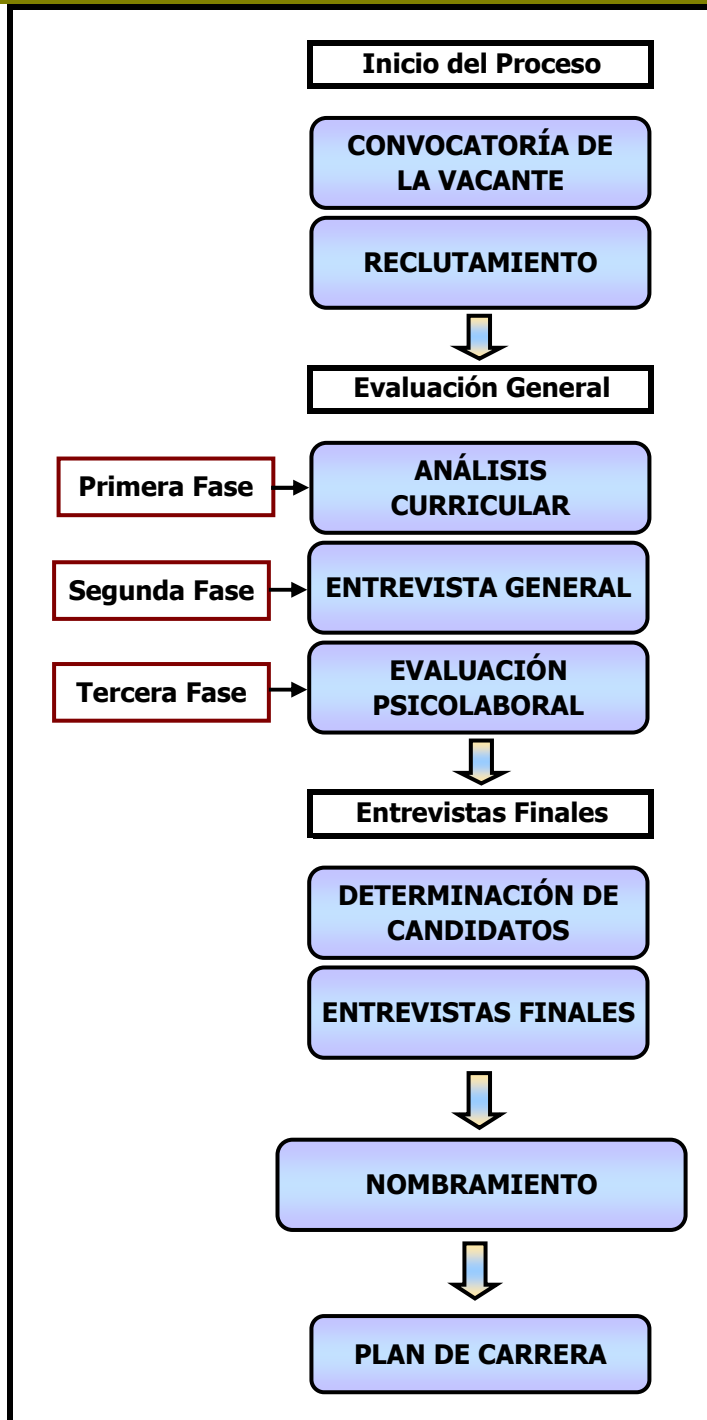 Inicio del Proceso
CONVOCATORÍA DE
LA VACANTE
RECLUTAMIENTO
Evaluación General
Primera Fase
ANÁLISIS
CURRICULAR
Segunda Fase
ENTREVISTA GENERAL
Tercera Fase
EVALUACIÓN
PSICOLABORAL
Entrevistas Finales
DETERMINACIÓN DE
CANDIDATOS
ENTREVISTAS FINALES
NOMBRAMIENTO
PLAN DE CARRERA